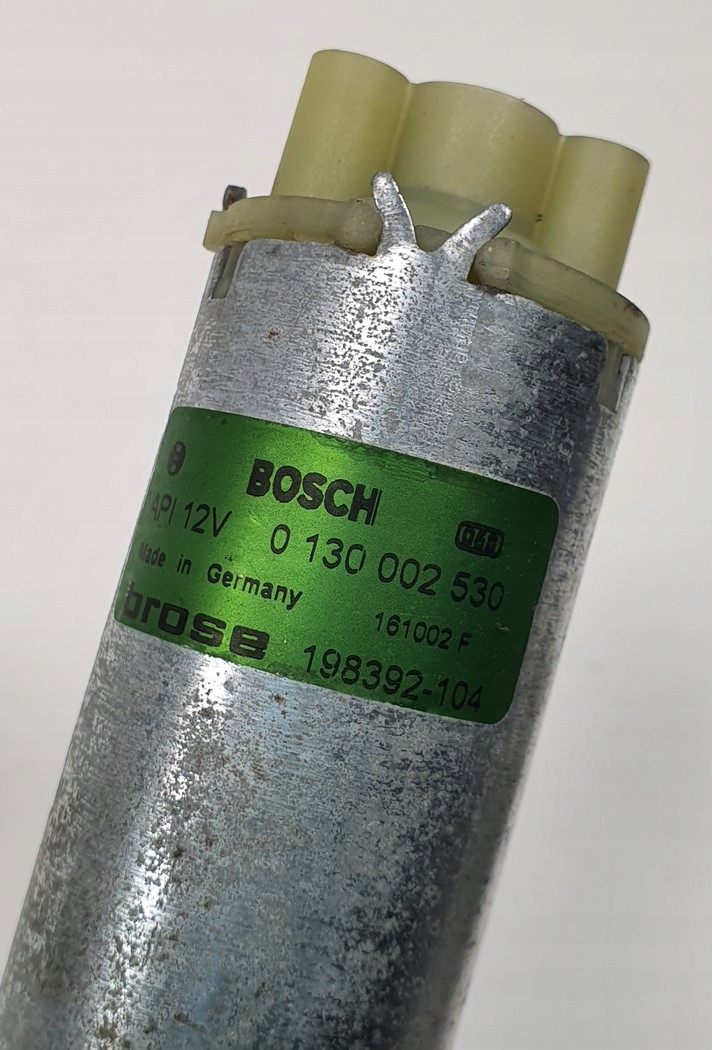 BOSCH
API 12V 0 130 002 530
Made in Germany 161002 F
brose 198392-104